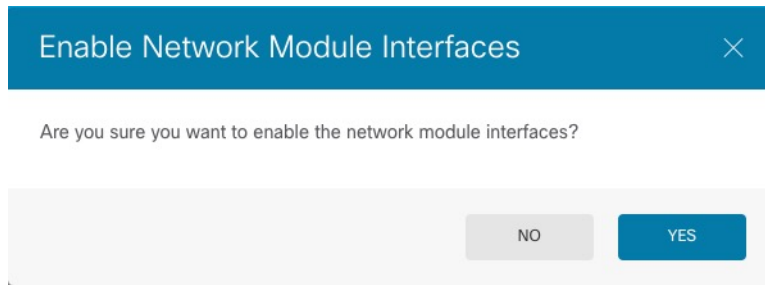 Enable Network Module Interfaces
Are you sure you want to enable the network module interfaces?
NO YES